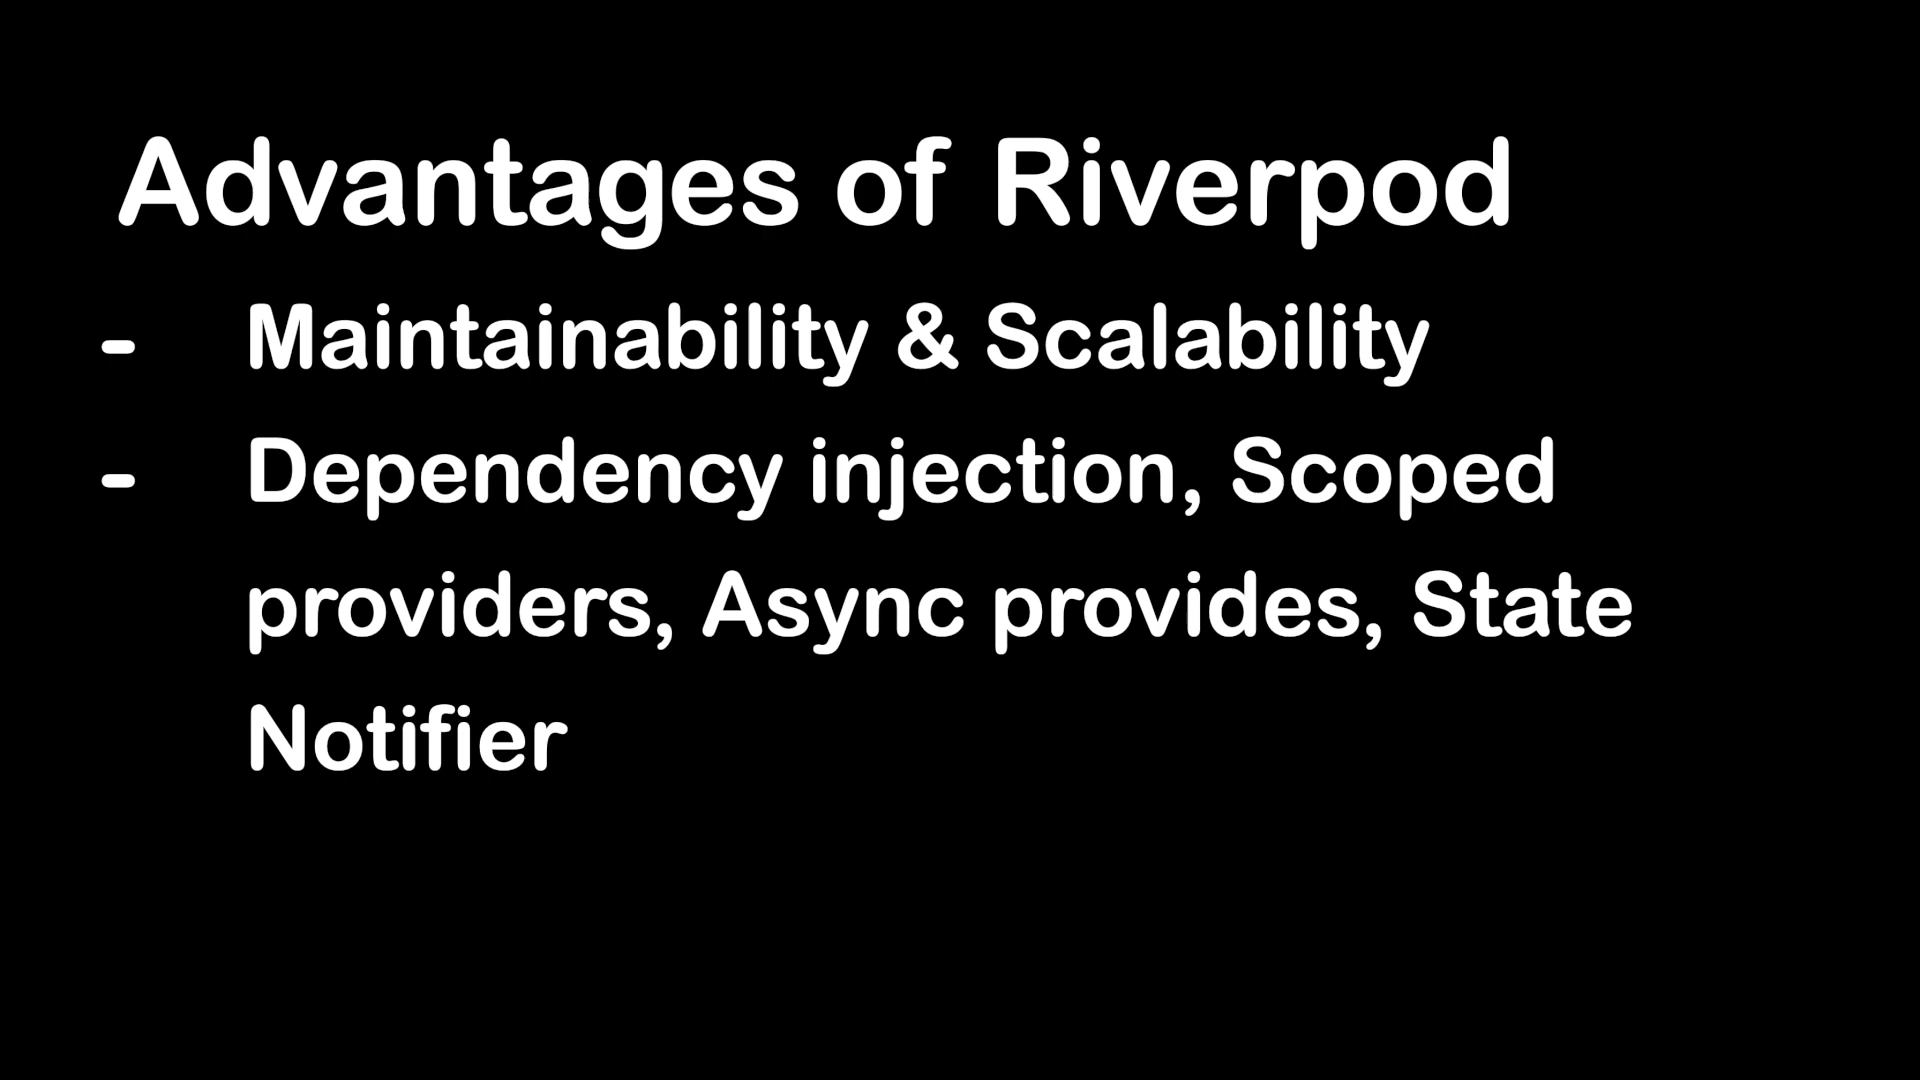 Advantages of Riverpod
- Maintainability & Scalability
- Dependency injection, Scoped
providers, Async provides, State
Notifier